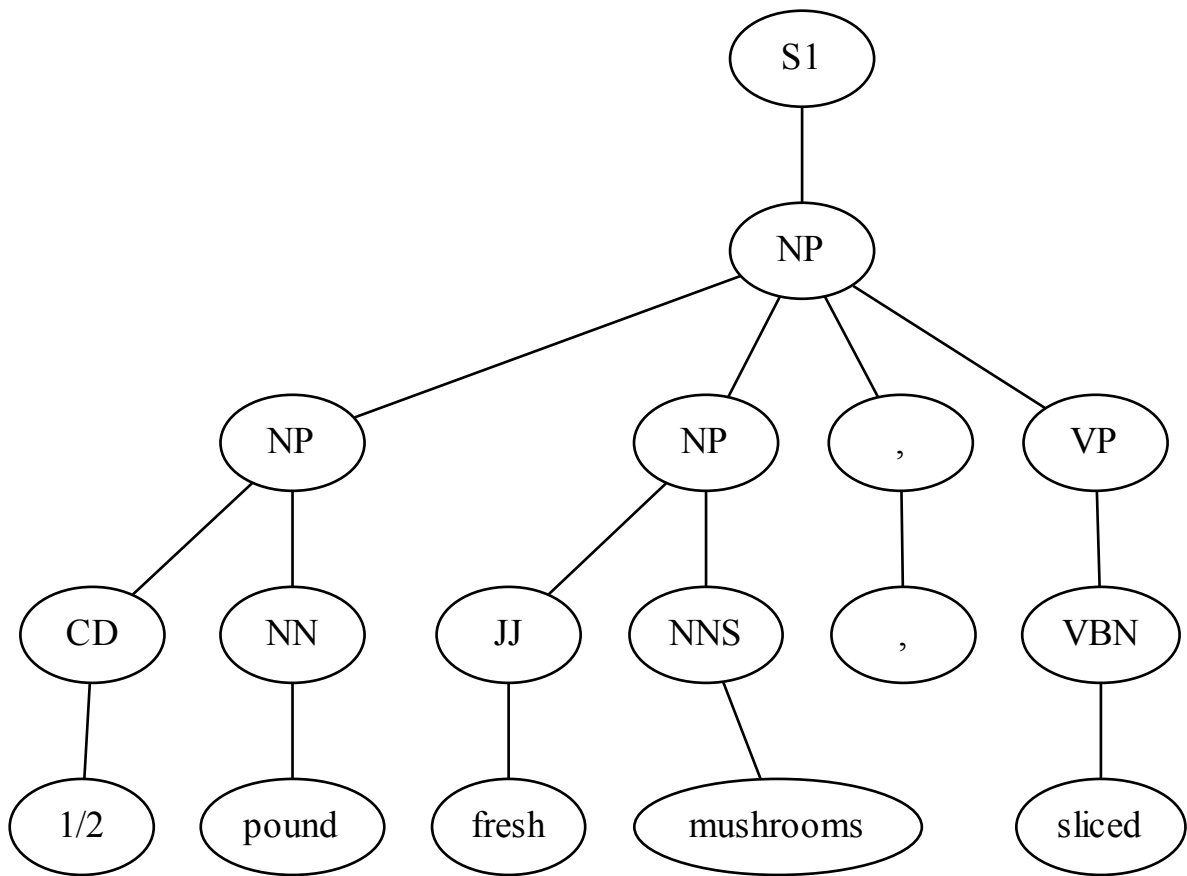 S1
NP
NP NP , VP
CD NN JJ NNS , VBN
1/2 pound fresh mushrooms sliced